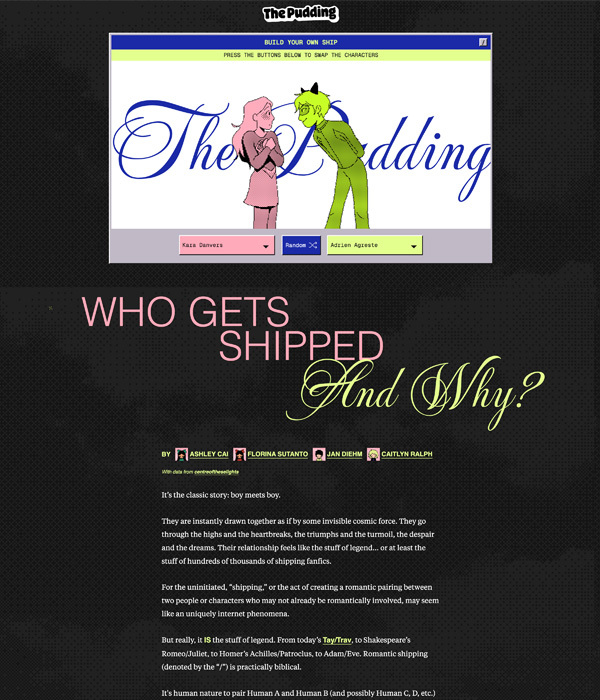 The Pudding
BUILD YOUR OWN SHIP
/
PRESS THE BUTTONS BELOW TO SWAP THE CHARACTERS
The Pudding
Kara Danvers
Random
Adrien Agreste
WHO GETS
SHIPPED
And Why?
BY ASHLEY CAI FLORINA SUTANTO JAN DIEHM CAITLYN RALPH
With data from centreoftheselights
It’s the classic story: boy meets boy.
They are instantly drawn together as if by some invisible cosmic force. They go
through the highs and the heartbreaks, the triumphs and the turmoil, the despair
and the dreams. Their relationship feels like the stuff of legend... or at least the
stuff of hundreds of thousands of shipping fanfics.
For the uninitiated, “shipping,” or the act of creating a romantic pairing between
two people or characters who may not already be romantically involved, may seem
like an uniquely internet phenomena.
But really, it IS the stuff of legend. From today’s Tay/Trav, to Shakespeare’s
Romeo/Juliet, to Homer’s Achilles/Patroclus, to Adam/Eve. Romantic shipping
(denoted by the “/”) is practically biblical.
It’s human nature to pair Human A and Human B (and possibly Human C, D, etc.)